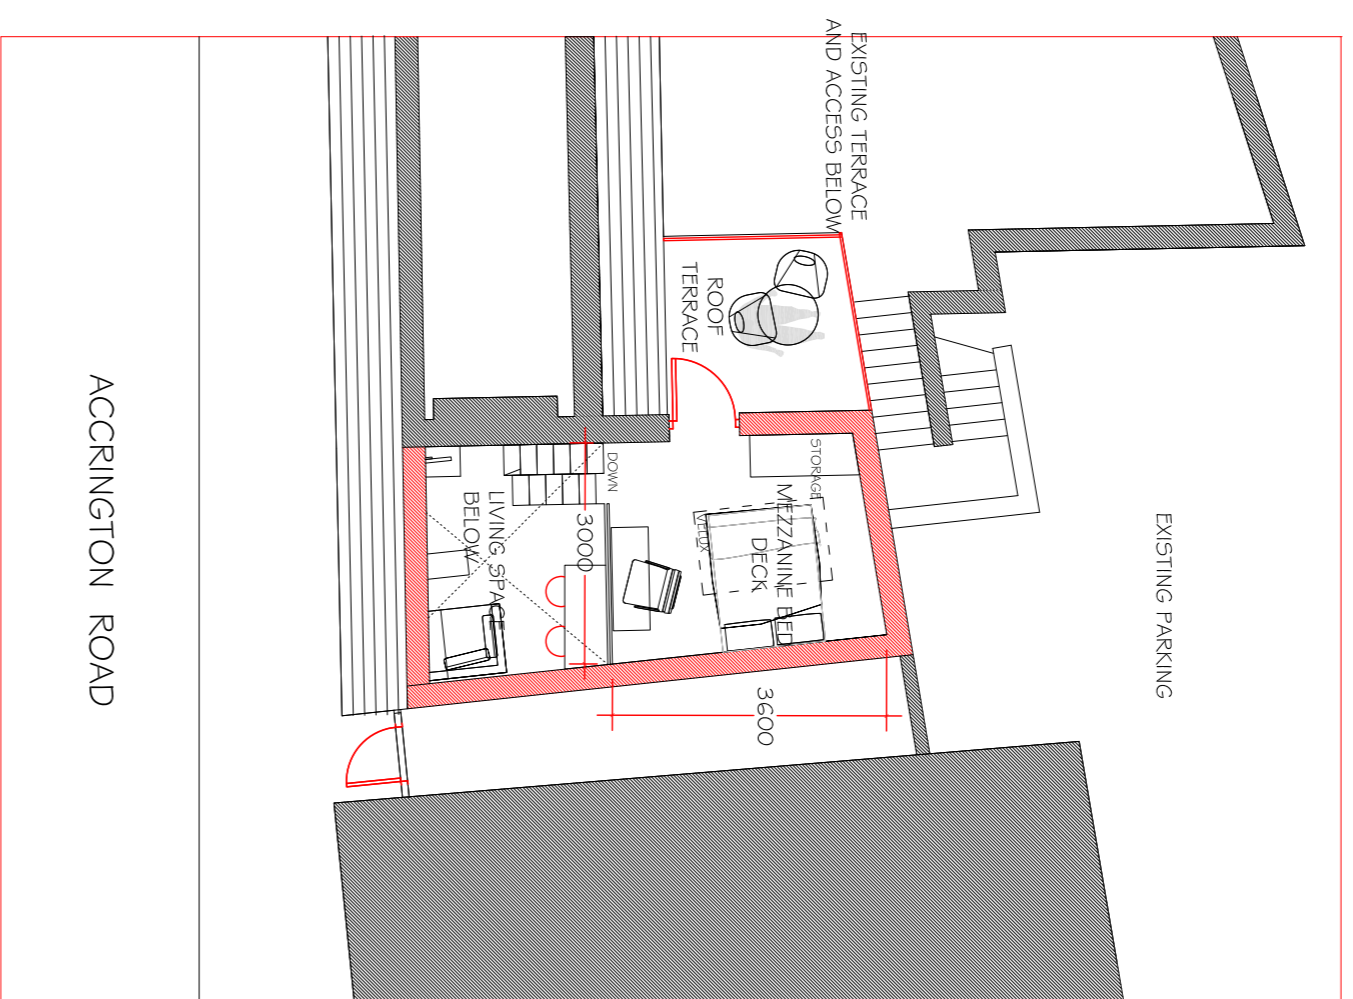 EXISTING TERRACE
AND ACCESS BELOW
ROOF
TERRACE
STORAGE
DOWN
MEZZANINE BED
DECK
VELUX
LIVING SPACE
BELOW
3000
3600
EXISTING PARKING
ACCRINGTON ROAD